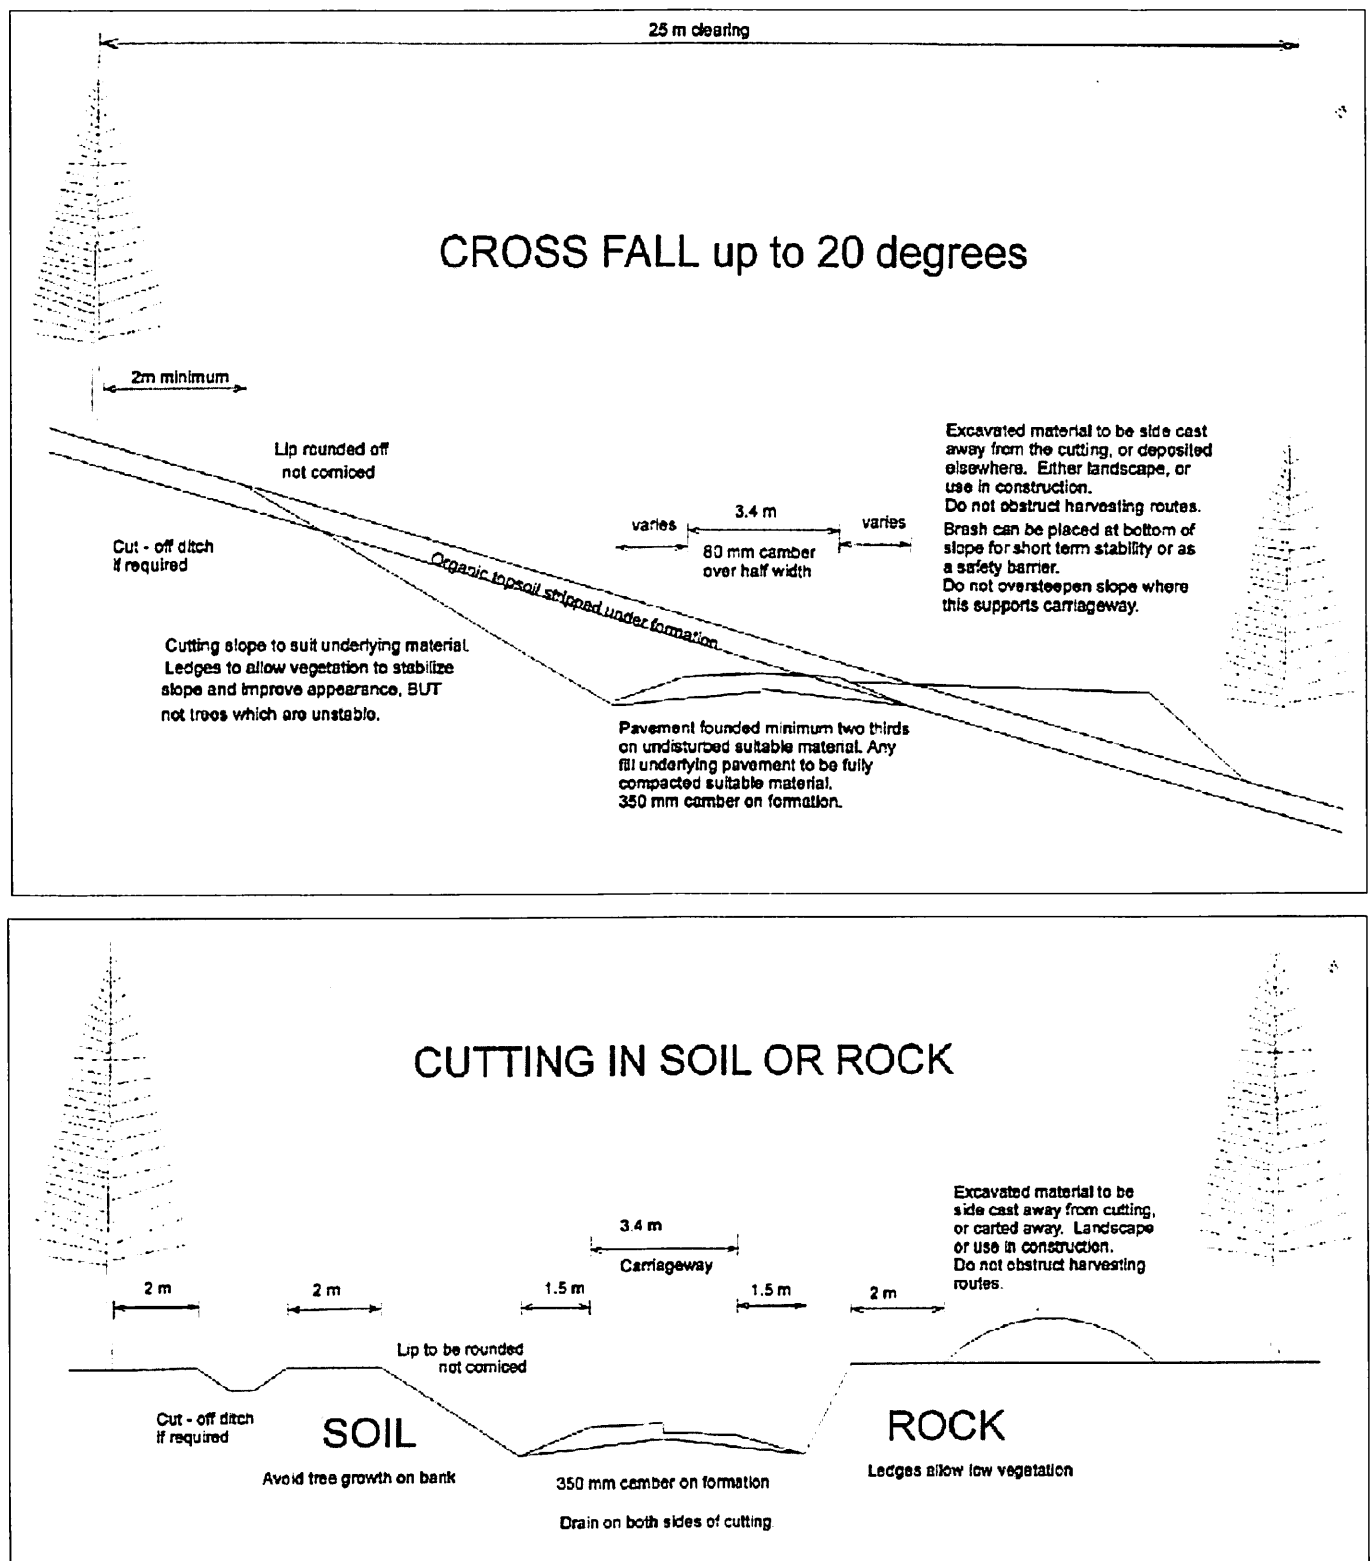 25 m clearing
CROSS FALL up to 20 degrees
2m minimum
Lip rounded off
not corniced
Cut - off ditch
if required
varies
3.4 m
varies
80 mm camber
over half width
Excavated material to be side cast
away from the cutting, or deposited
elsewhere. Either landscape, or
use in construction.
Do not obstruct harvesting routes.
Brash can be placed at bottom of
slope for short term stability or as
a safety barrier.
Do not oversteepen slope where
this supports carriageway.
Organic topsoil stripped under formation
Cutting slope to suit underlying material.
Ledges to allow vegetation to stabilize
slope and improve appearance, BUT
not trees which are unstable.
Pavement founded minimum two thirds
on undisturbed suitable material. Any
fill underlying pavement to be fully
compacted suitable material.
350 mm camber on formation.
CUTTING IN SOIL OR ROCK
Excavated material to be
side cast away from cutting,
or carted away. Landscape
or use in construction.
Do not obstruct harvesting
routes.
3.4 m
Carriageway
2 m
2 m
1.5 m
1.5 m
2 m
Lip to be rounded
not corniced
Cut - off ditch
if required
SOIL
ROCK
Avoid tree growth on bank
350 mm camber on formation
Ledges allow low vegetation
Drain on both sides of cutting